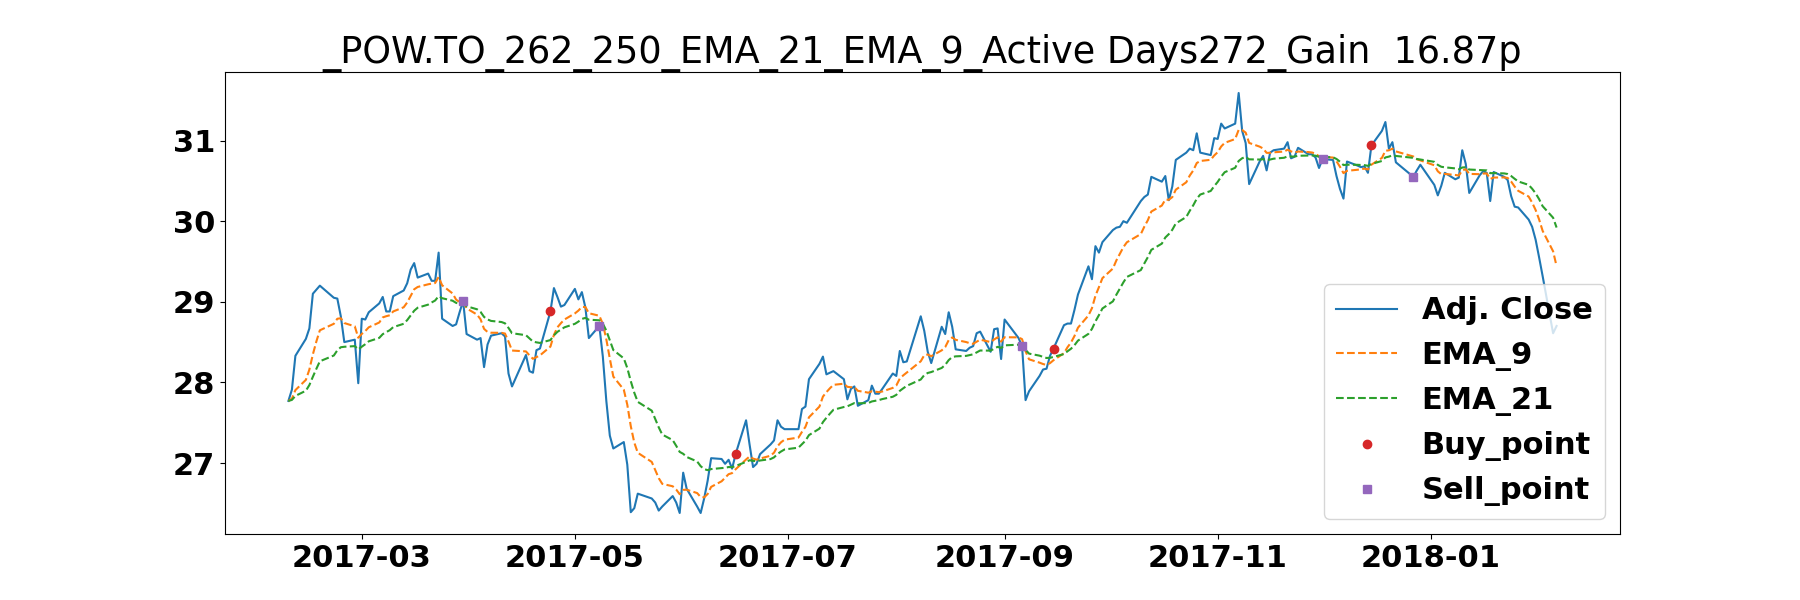 _POW.TO_262_250_EMA_21_EMA_9_Active Days272_Gain  16.87p
31
30
29
28
27
Adj. Close
EMA_9
EMA_21
Buy_point
Sell_point
2017-03 2017-05 2017-07 2017-09 2017-11 2018-01